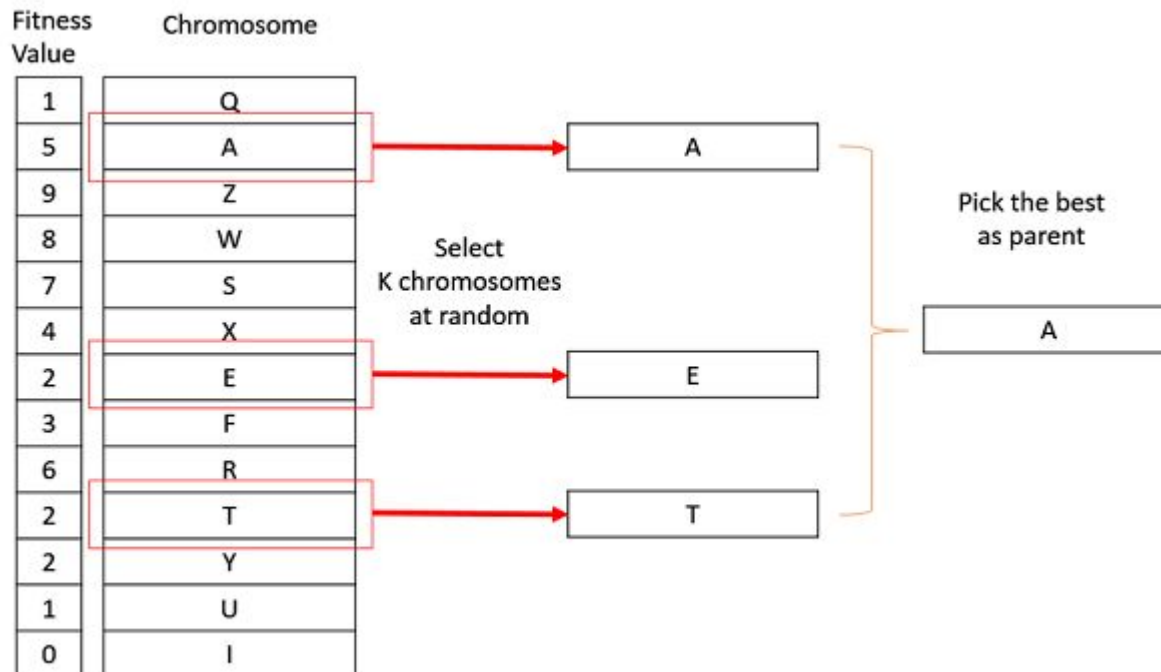 Fitness
Value
Chromosome
1 Q
5 A
9 Z
8 W
7 S
4 X
2 E
3 F
6 R
2 T
2 Y
1 U
0 I
Select
K chromosomes
at random
A
E
T
Pick the best
as parent
A